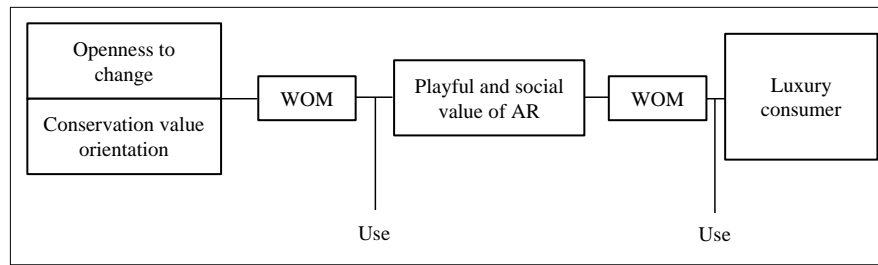 Openness to
change
Conservation value
orientation
WOM
Playful and social
value of AR
WOM
Luxury
consumer
Use
Use